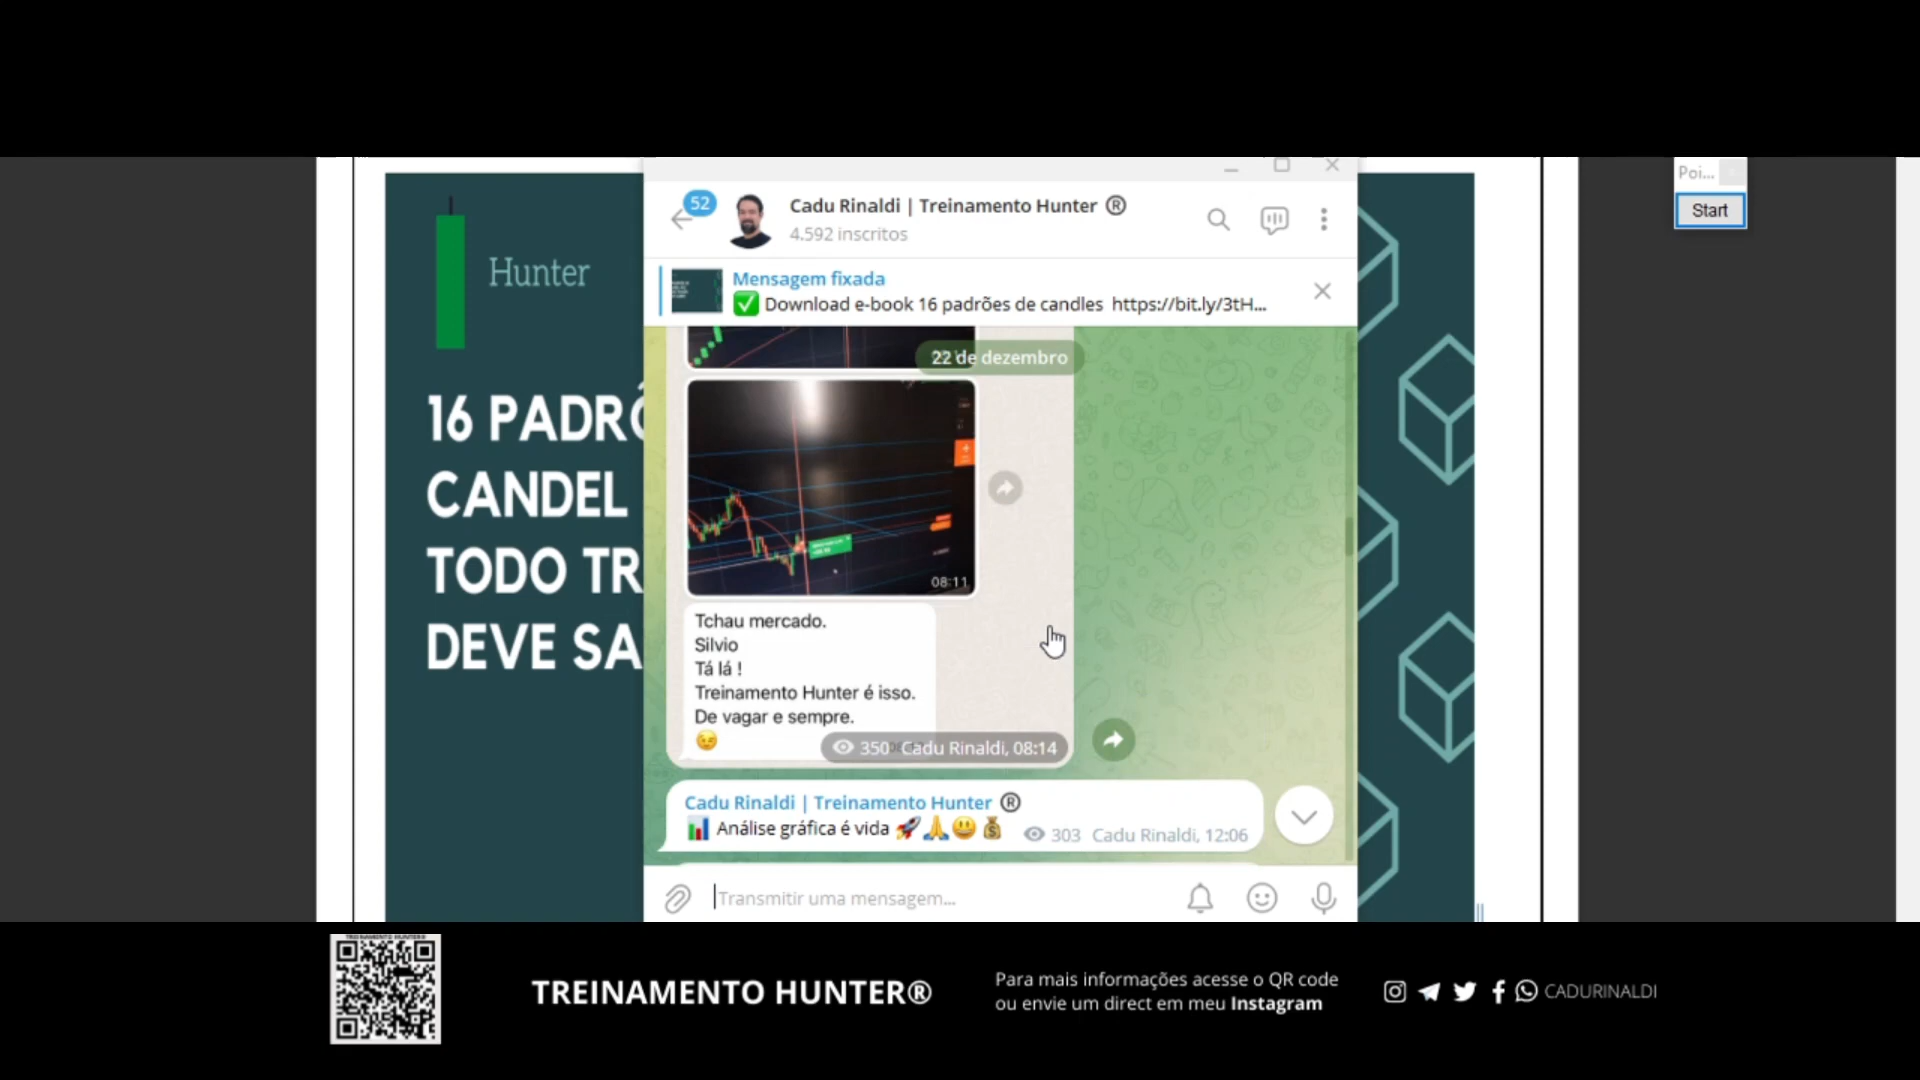 Poi...
Start
Hunter
16 PADRÕ
CANDEL
TODO TR
DEVE SA
52
Cadu Rinaldi | Treinamento Hunter ®
4.592 inscritos
Mensagem fixada
✅ Download e-book 16 padrões de candles https://bit.ly/3tH...
22 de dezembro
08:11
Tchau mercado.
Silvio
Tá lá !
Treinamento Hunter é isso.
De vagar e sempre.
😉
350 Cadu Rinaldi, 08:14
Cadu Rinaldi | Treinamento Hunter ®
📊 Análise gráfica é vida 🚀🙏😃💰 303 Cadu Rinaldi, 12:06
Transmitir uma mensagem...
TREINAMENTO HUNTER®
Para mais informações acesse o QR code
ou envie um direct em meu Instagram
CADURINALDI